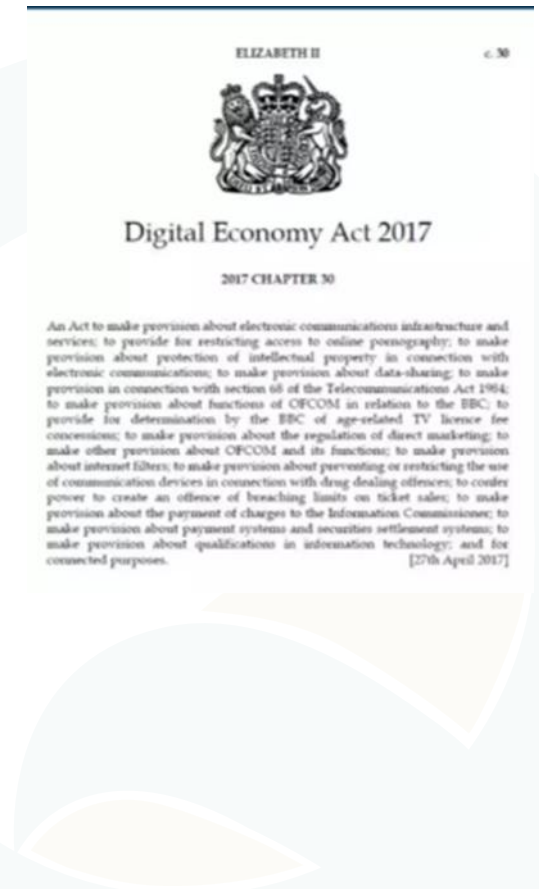 ELIZABETH II c. 30
Digital Economy Act 2017
2017 CHAPTER 30
An Act to make provision about electronic communications infrastructure and
services; to provide for restricting access to online pornography; to make
provision about protection of intellectual property in connection with
electronic communications; to make provision about data-sharing; to make
provision in connection with section 68 of the Telecommunications Act 1984;
to make provision about functions of OFCOM in relation to the BBC; to
provide for determination by the BBC of age-related TV licence fee
concessions; to make provision about the regulation of direct marketing; to
make other provision about OFCOM and its functions; to make provision
about internet filters; to make provision about preventing or restricting the use
of communication devices in connection with drug dealing offences; to confer
power to create an offence of breaching limits on ticket sales; to make
provision about the payment of charges to the Information Commissioner; to
make provision about payment systems and securities settlement systems; to
make provision about qualifications in information technology; and for
connected purposes. [27th April 2017]